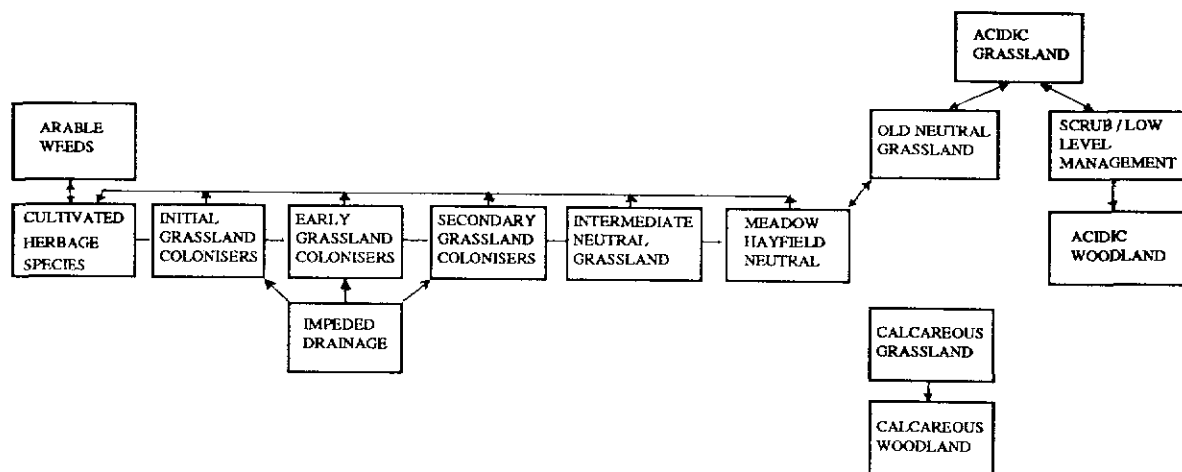 ACIDIC
GRASSLAND
ARABLE
WEEDS
OLD NEUTRAL
GRASSLAND
SCRUB / LOW
LEVEL
MANAGEMENT
CULTIVATED
HERBAGE
SPECIES
INITIAL
GRASSLAND
COLONISERS
EARLY
GRASSLAND
COLONISERS
SECONDARY
GRASSLAND
COLONISERS
INTERMEDIATE
NEUTRAL
GRASSLAND
MEADOW
HAYFIELD
NEUTRAL
ACIDIC
WOODLAND
IMPEDED
DRAINAGE
CALCAREOUS
GRASSLAND
CALCAREOUS
WOODLAND